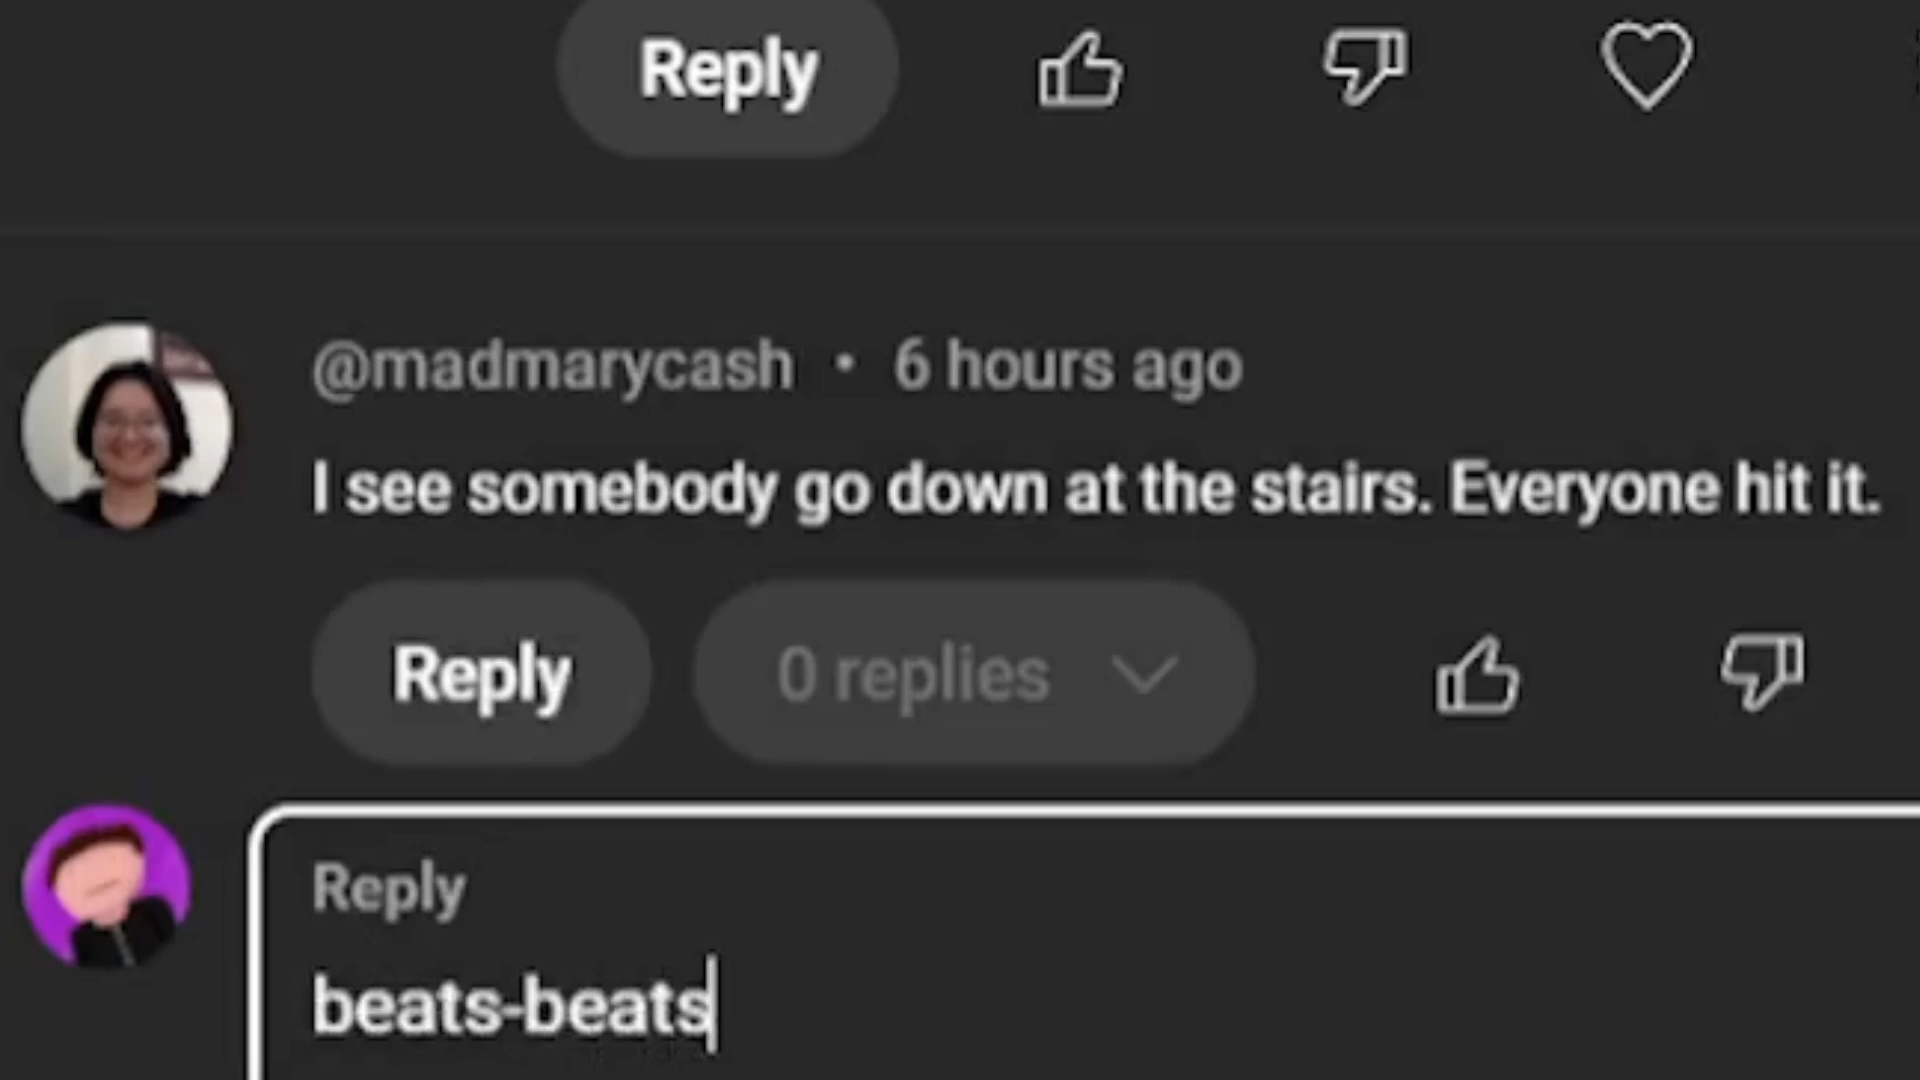 Reply
@madmarycash • 6 hours ago
I see somebody go down at the stairs. Everyone hit it.
Reply 0 replies
Reply
beats-beats